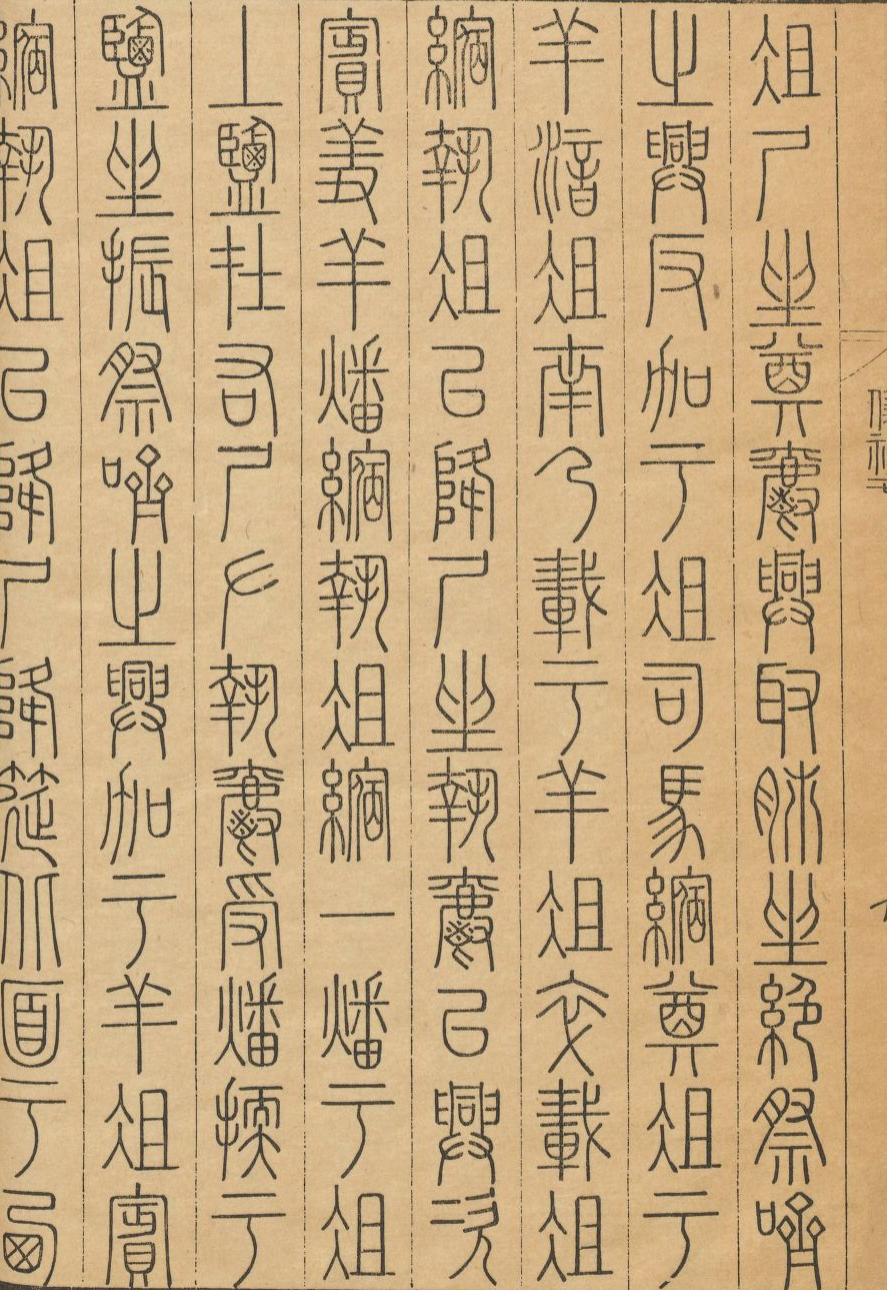 俎尸坐奠爵興取肺坐絕祭嚌
之興反加于俎司馬縮奠俎于
羊湆俎南乃載于羊俎卒載俎
縮執俎以降尸坐執爵以興次
賓羞羊燔縮執俎縮一燔于俎
上鹽在右尸左執爵受燔擩于
鹽坐振祭嚌之興加于羊俎賓
縮執俎以降尸降筵北面于西